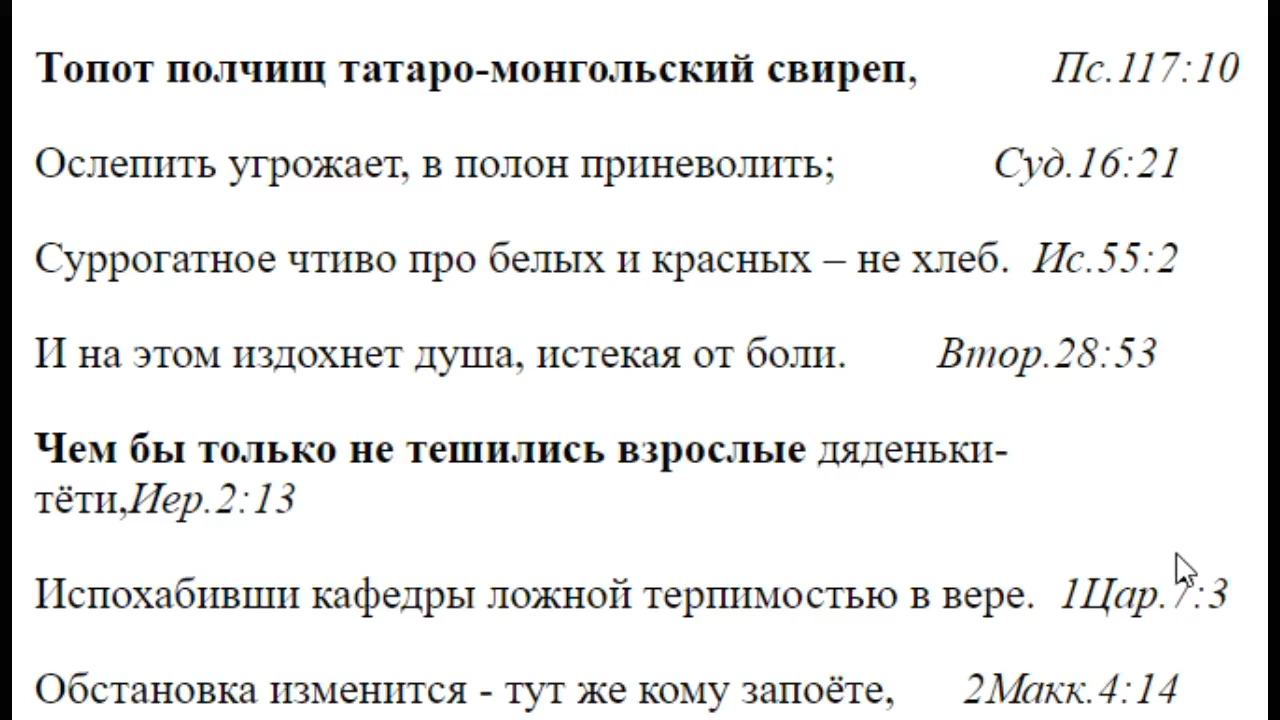 Топот полчищ татаро-монгольский свиреп, Пс.117:10
Ослепить угрожает, в полон приневолить; Суд.16:21
Суррогатное чтиво про белых и красных – не хлеб. Ис.55:2
И на этом издохнет душа, истекая от боли. Втор.28:53
Чем бы только не тешились взрослые дяденьки-
тёти,Иер.2:13
Испохабивши кафедры ложной терпимостью в вере. 1Цар.7:3
Обстановка изменится - тут же кому запоёте, 2Макк.4:14